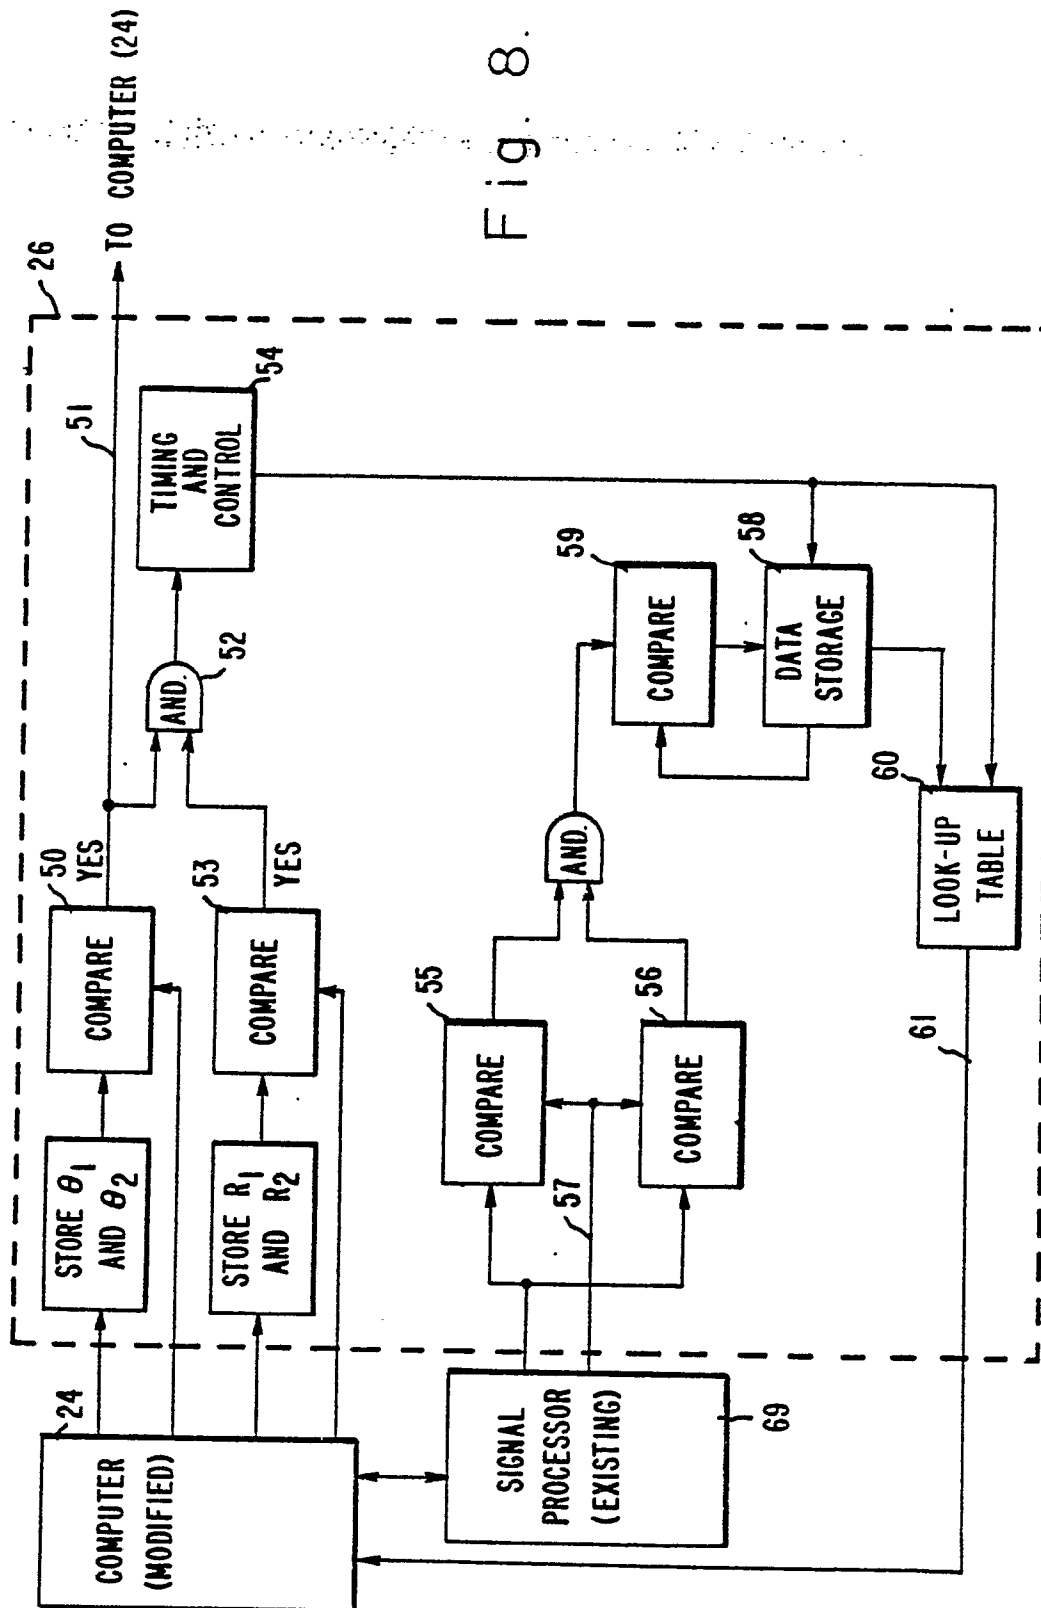 COMPUTER
(MODIFIED)
24
STORE θ1
AND θ2
COMPARE
50
YES
51
TO COMPUTER (24)
26
STORE R1
AND R2
COMPARE
53
YES
AND.
52
TIMING
AND
CONTROL
54
SIGNAL
PROCESSOR
(EXISTING)
69
57
COMPARE
55
COMPARE
56
AND.
COMPARE
59
DATA
STORAGE
58
LOOK-UP
TABLE
60
61
Fig. 8.